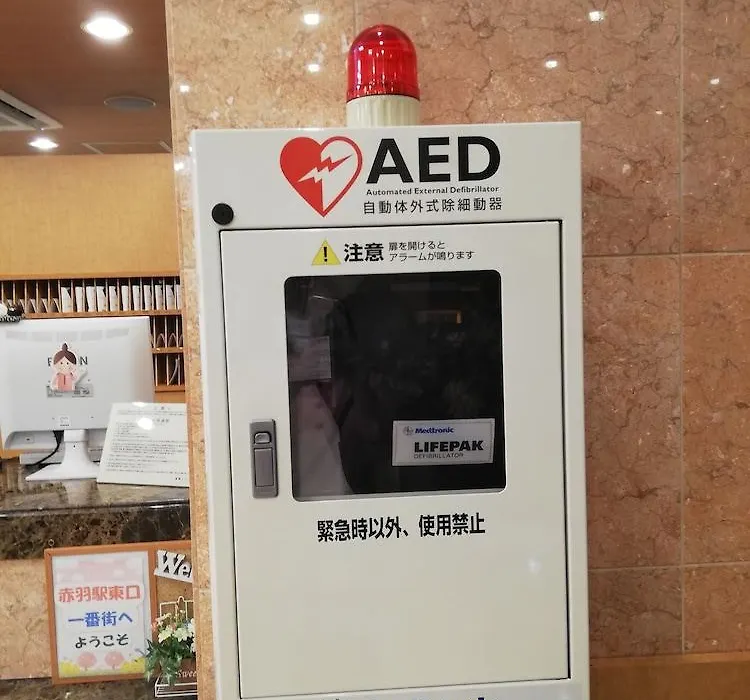 AED
Automated External Defibrillator
自動体外式除細動器
注意
扉を開けると
アラームが鳴ります
Medtronic
LIFEPAK
DEFIBRILLATOR
緊急時以外、使用禁止
赤羽駅東口
一番街へ
ようこそ